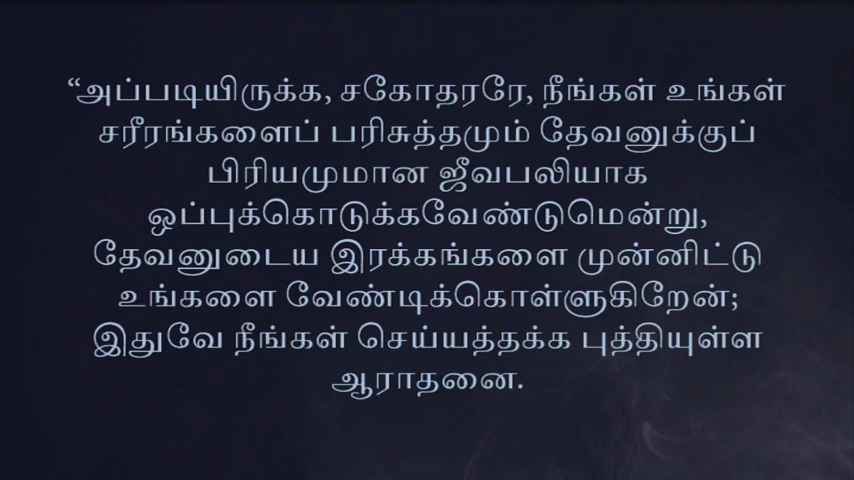 “அப்படியிருக்க, சகோதரரே, நீங்கள் உங்கள்
சரீரங்களைப் பரிசுத்தமும் தேவனுக்குப்
பிரியமுமான ஜீவபலியாக
ஒப்புக்கொடுக்கவேண்டுமென்று,
தேவனுடைய இரக்கங்களை முன்னிட்டு
உங்களை வேண்டிக்கொள்ளுகிறேன்;
இதுவே நீங்கள் செய்யத்தக்க புத்தியுள்ள
ஆராதனை.